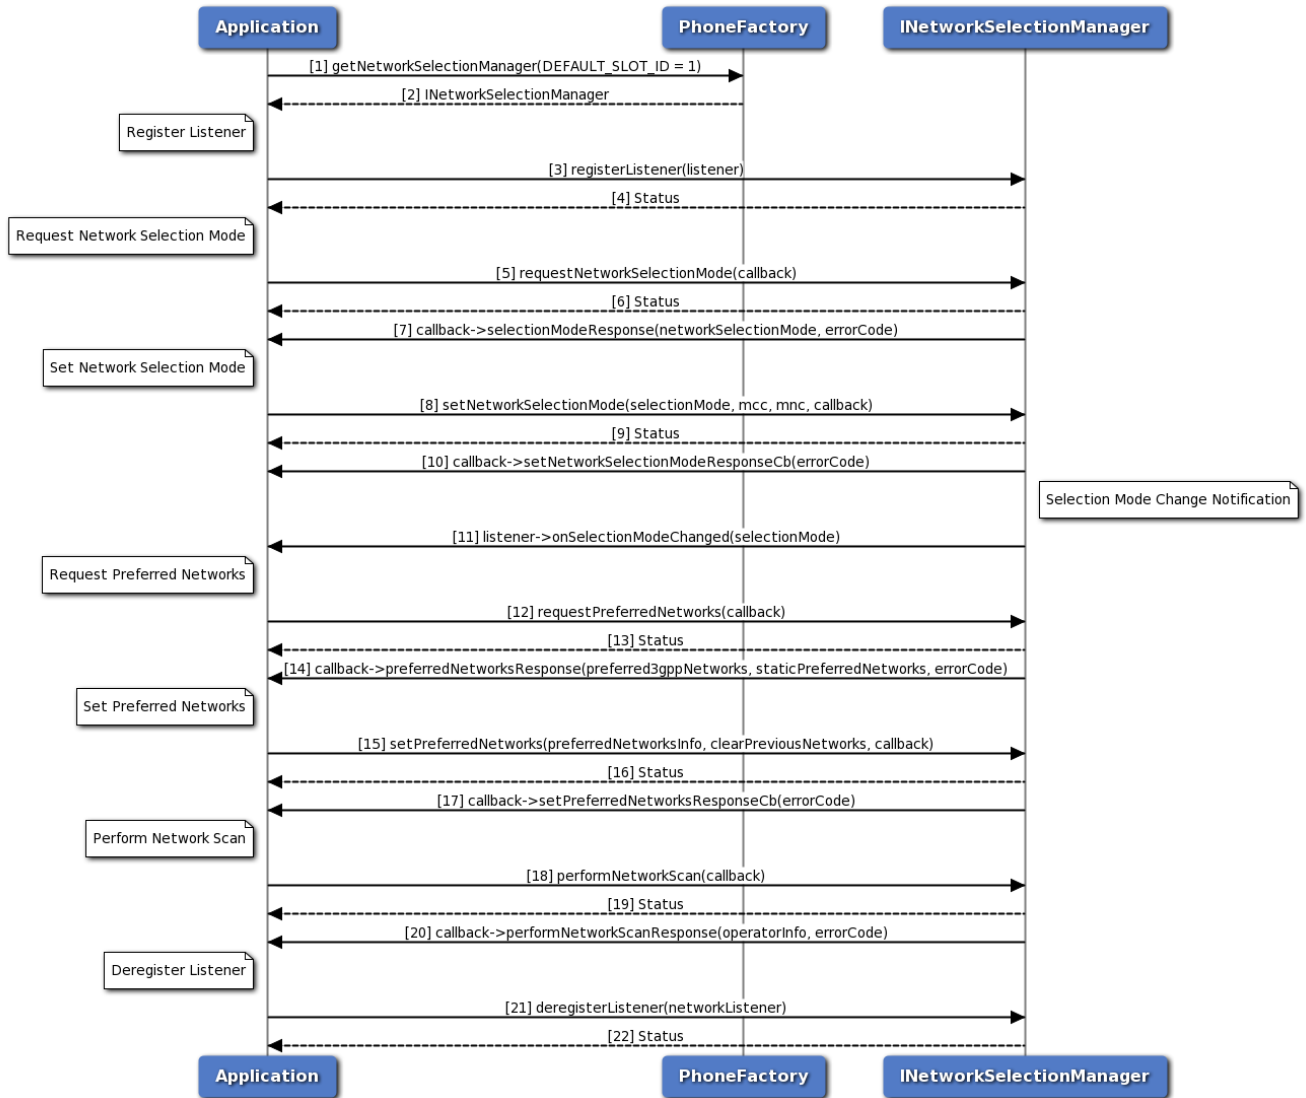 Application
PhoneFactory
INetworkSelectionManager
[1] getNetworkSelectionManager(DEFAULT_SLOT_ID = 1)
[2] INetworkSelectionManager
Register Listener
[3] registerListener(listener)
[4] Status
Request Network Selection Mode
[5] requestNetworkSelectionMode(callback)
[6] Status
[7] callback->selectionModeResponse(networkSelectionMode, errorCode)
Set Network Selection Mode
[8] setNetworkSelectionMode(selectionMode, mcc, mnc, callback)
[9] Status
[10] callback->setNetworkSelectionModeResponseCb(errorCode)
Selection Mode Change Notification
[11] listener->onSelectionModeChanged(selectionMode)
Request Preferred Networks
[12] requestPreferredNetworks(callback)
[13] Status
[14] callback->preferredNetworksResponse(preferred3gppNetworks, staticPreferredNetworks, errorCode)
Set Preferred Networks
[15] setPreferredNetworks(preferredNetworksInfo, clearPreviousNetworks, callback)
[16] Status
[17] callback->setPreferredNetworksResponseCb(errorCode)
Perform Network Scan
[18] performNetworkScan(callback)
[19] Status
[20] callback->performNetworkScanResponse(operatorInfo, errorCode)
Deregister Listener
[21] deregisterListener(networkListener)
[22] Status
Application
PhoneFactory
INetworkSelectionManager